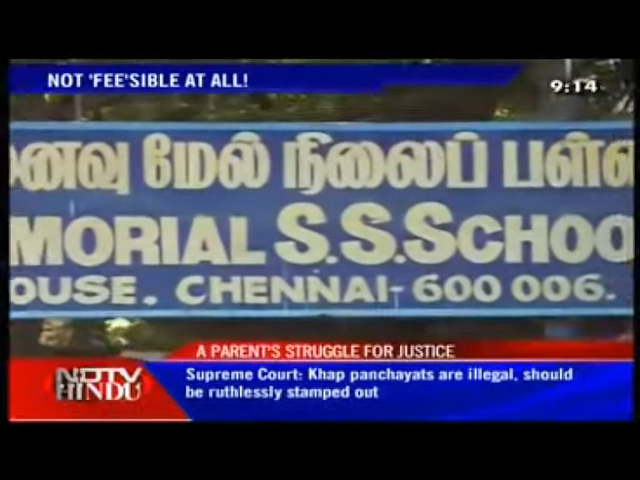 NOT 'FEE'SIBLE AT ALL!
9:14
னைவு மேல் நிலைப் பள்ளி
MORIAL S.S.SCHOO
OUSE. CHENNAI-600 006.
A PARENT'S STRUGGLE FOR JUSTICE
NDTV
HINDU
Supreme Court: Khap panchayats are illegal, should
be ruthlessly stamped out